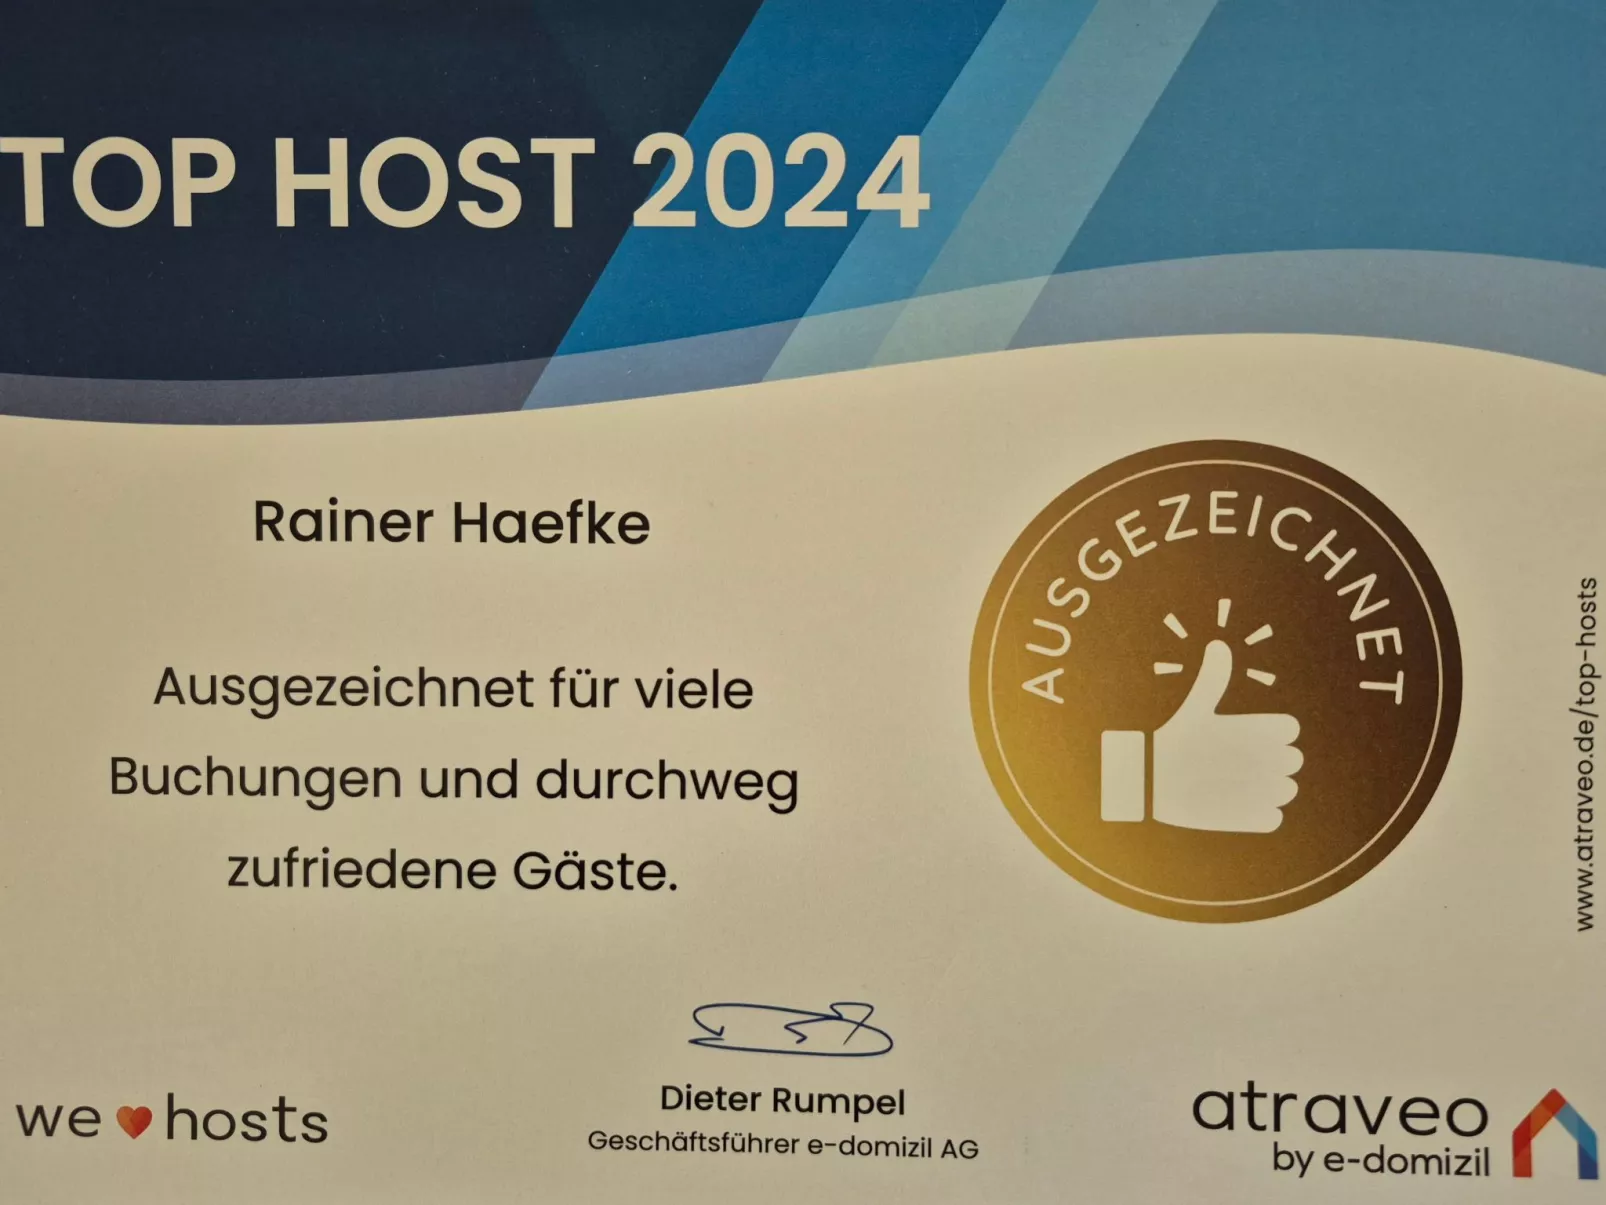 TOP HOST 2024
Rainer Haefke
Ausgezeichnet für viele
Buchungen und durchweg
zufriedene Gäste.
AUSGEZEICHNET
www.atraveo.de/top-hosts
Dieter Rumpel
Geschäftsführer e-domizil AG
we hosts
atraveo
by e-domizil